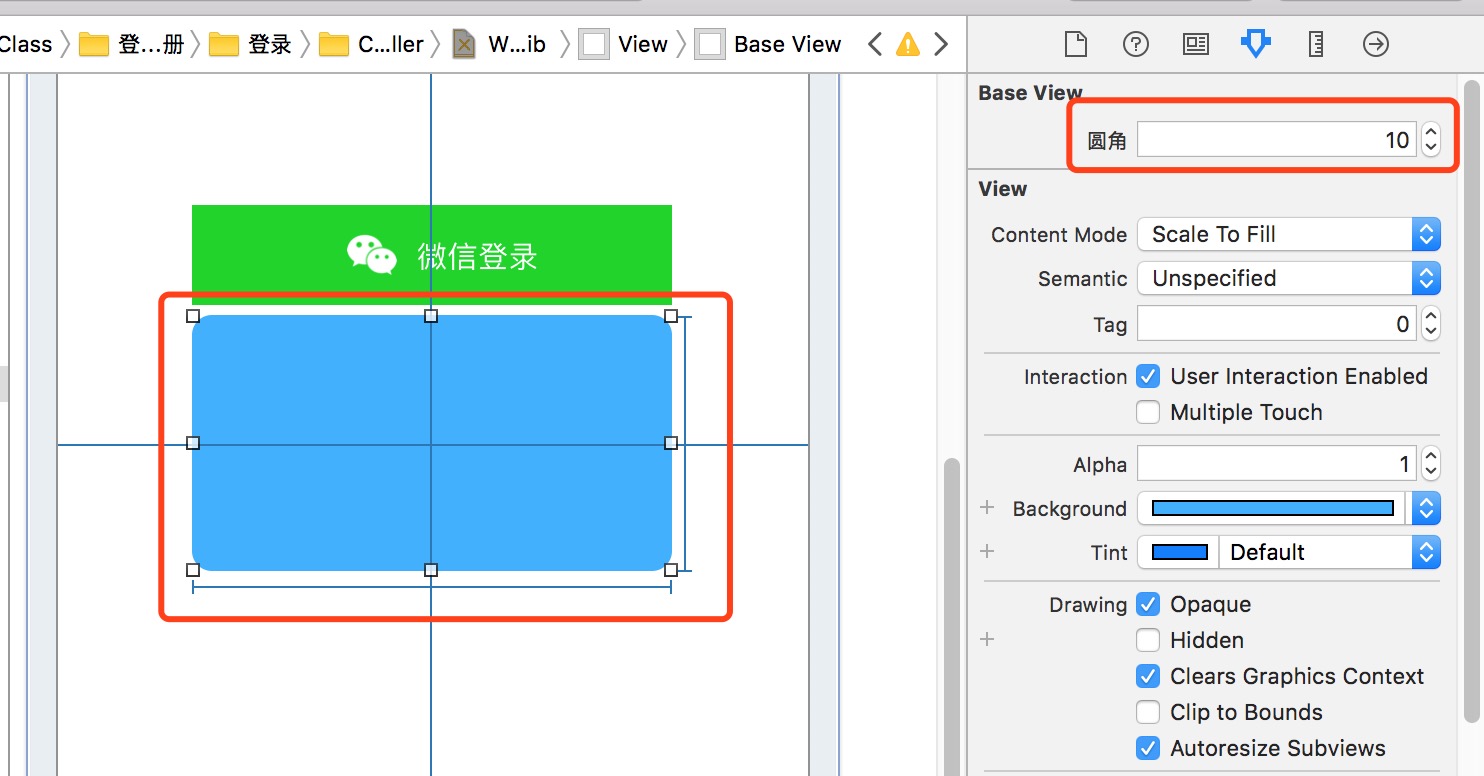 Class 登...册 登录 C...ller W...ib View Base View
微信登录
Base View
圆角 10
View
Content Mode Scale To Fill
Semantic Unspecified
Tag 0
Interaction User Interaction Enabled
Multiple Touch
Alpha 1
Background
Tint Default
Drawing Opaque
Hidden
Clears Graphics Context
Clip to Bounds
Autoresize Subviews